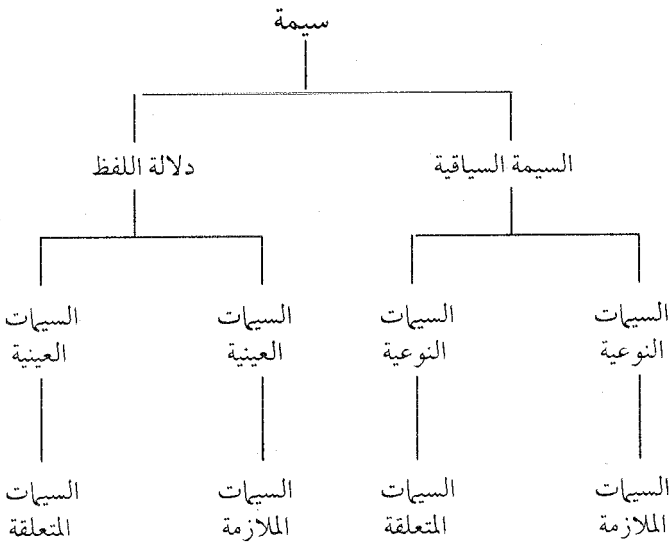 سيمة
السيمة السياقية
دلالة اللفظ
السيمات
النوعية
السيمات
النوعية
السيمات
العينية
السيمات
العينية
السيمات
الملازمة
السيمات
المتعلقة
السيمات
الملازمة
السيمات
المتعلقة